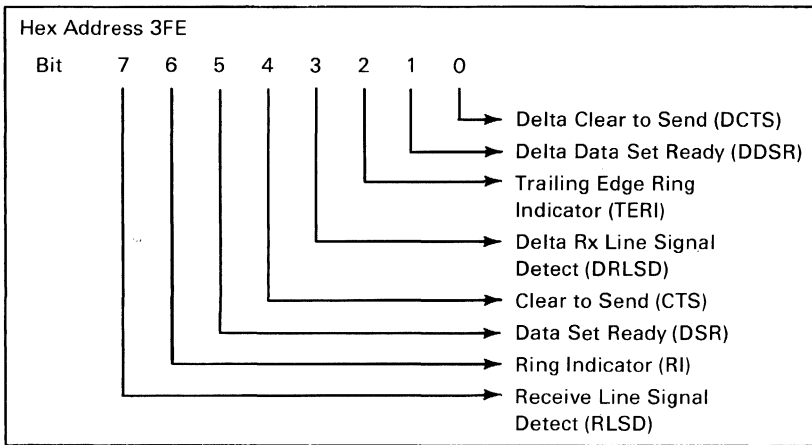 Hex Address 3FE
Bit 7 6 5 4 3 2 1 0
Delta Clear to Send (DCTS)
Delta Data Set Ready (DDSR)
Trailing Edge Ring
Indicator (TERI)
Delta Rx Line Signal
Detect (DRLSD)
Clear to Send (CTS)
Data Set Ready (DSR)
Ring Indicator (RI)
Receive Line Signal
Detect (RLSD)